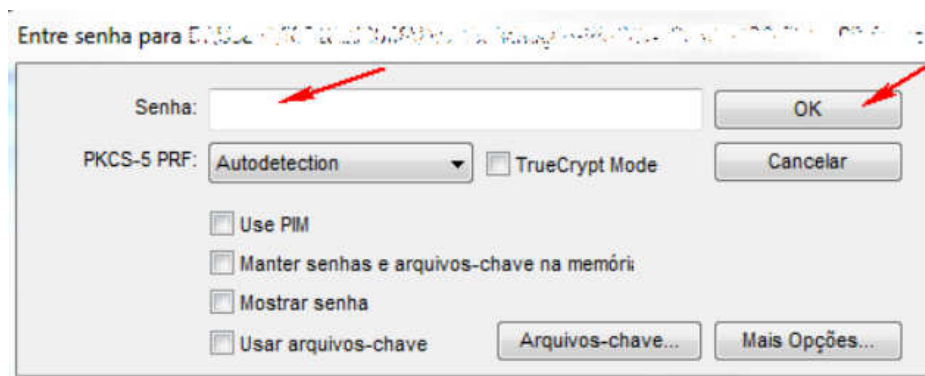 Entre senha para
Senha:
OK
PKCS-5 PRF: Autodetection TrueCrypt Mode Cancelar
Use PIM
Manter senhas e arquivos-chave na memóri
Mostrar senha
Usar arquivos-chave Arquivos-chave... Mais Opções...